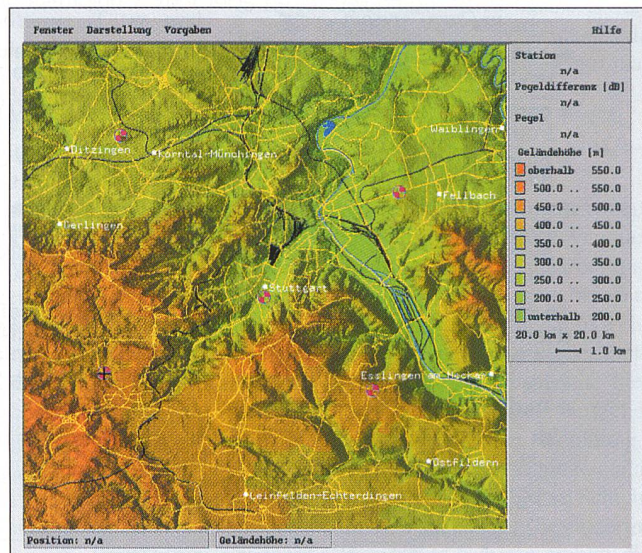 Fenster Darstellung Vorgaben Hilfe
Station
n/a
Pegeldifferenz [dB]
n/a
Pegel
n/a
Geländehöhe [m]
oberhalb 550.0
500.0 .. 550.0
450.0 .. 500.0
400.0 .. 450.0
350.0 .. 400.0
300.0 .. 350.0
250.0 .. 300.0
200.0 .. 250.0
unterhalb 200.0
20.0 km x 20.0 km
1.0 km
Waiblingen
Ditzingen
Korntal-Münchingen
Fellbach
Gerlingen
Stuttgart
Esslingen am Neckar
Ostfildern
Leinfelden-Echterdingen
Position: n/a
Geländehöhe: n/a